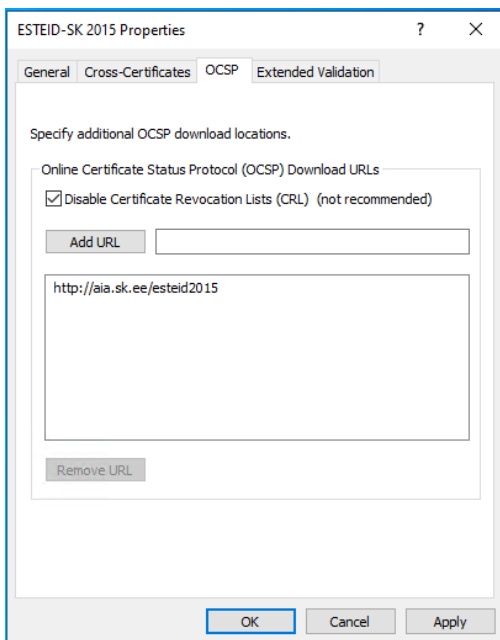 ESTEID-SK 2015 Properties
General Cross-Certificates OCSP Extended Validation
Specify additional OCSP download locations.
Online Certificate Status Protocol (OCSP) Download URLs
Disable Certificate Revocation Lists (CRL) (not recommended)
Add URL
http://aia.sk.ee/esteid2015
Remove URL
OK Cancel Apply